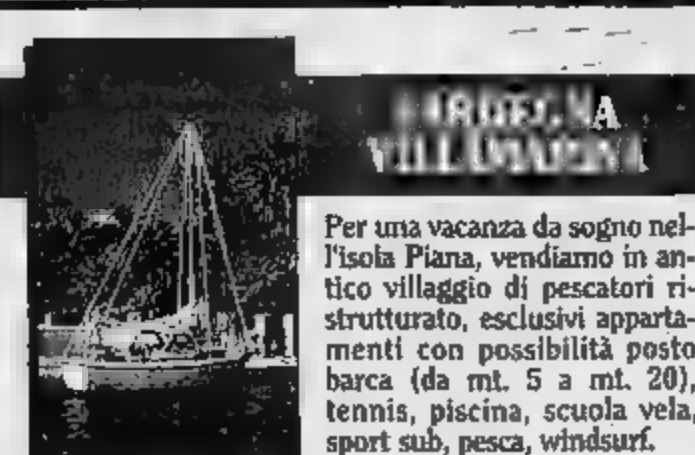 SARDEGNA
Per una vacanza da sogno nel-
l'isola Piana, vendiamo in an-
tico villaggio di pescatori ri-
strutturato, esclusivi apparta-
menti con possibilità posto
barca (da mt. 5 a mt. 20),
tennis, piscina, scuola vela,
sport sub, pesca, windsurf.